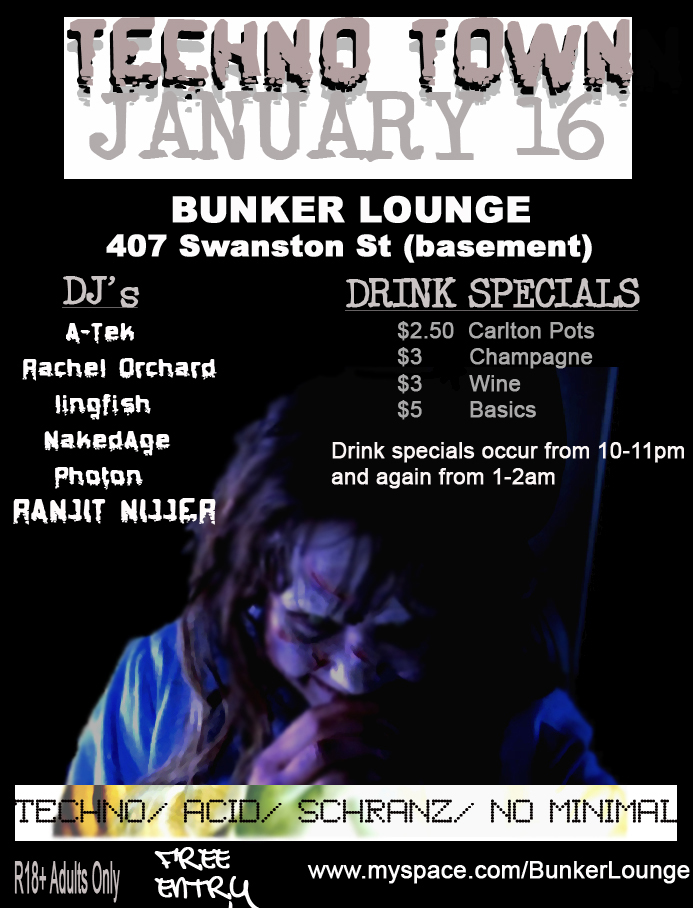 TECHNO TOWN
JANUARY 16
BUNKER LOUNGE
407 Swanston St (basement)
DJ's
A-Tek
Rachel Orchard
lingfish
NakedAge
Photon
RANJIT NIJJER
DRINK SPECIALS
$2.50 Carlton Pots
$3 Champagne
$3 Wine
$5 Basics
Drink specials occur from 10-11pm
and again from 1-2am
TECHNO/ ACID/ SCHRANZ/ NO MINIMAL
R18+ Adults Only
FREE
ENTRY
www.myspace.com/BunkerLounge